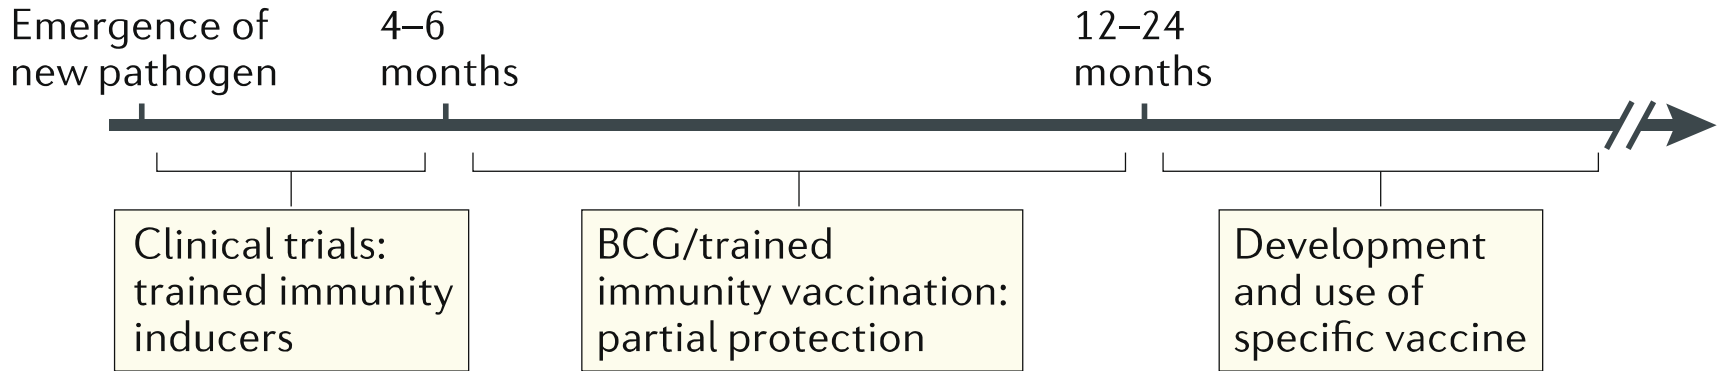 Emergence of
new pathogen
4–6
months
12–24
months
Clinical trials:
trained immunity
inducers
BCG/trained
immunity vaccination:
partial protection
Development
and use of
specific vaccine